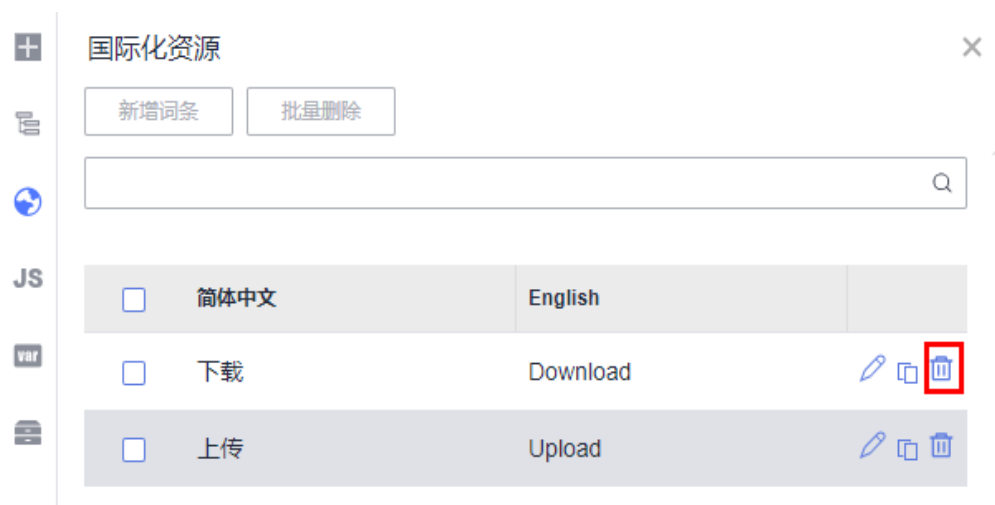 国际化资源
新增词条 批量删除
JS
简体中文 English
var
下载 Download
上传 Upload